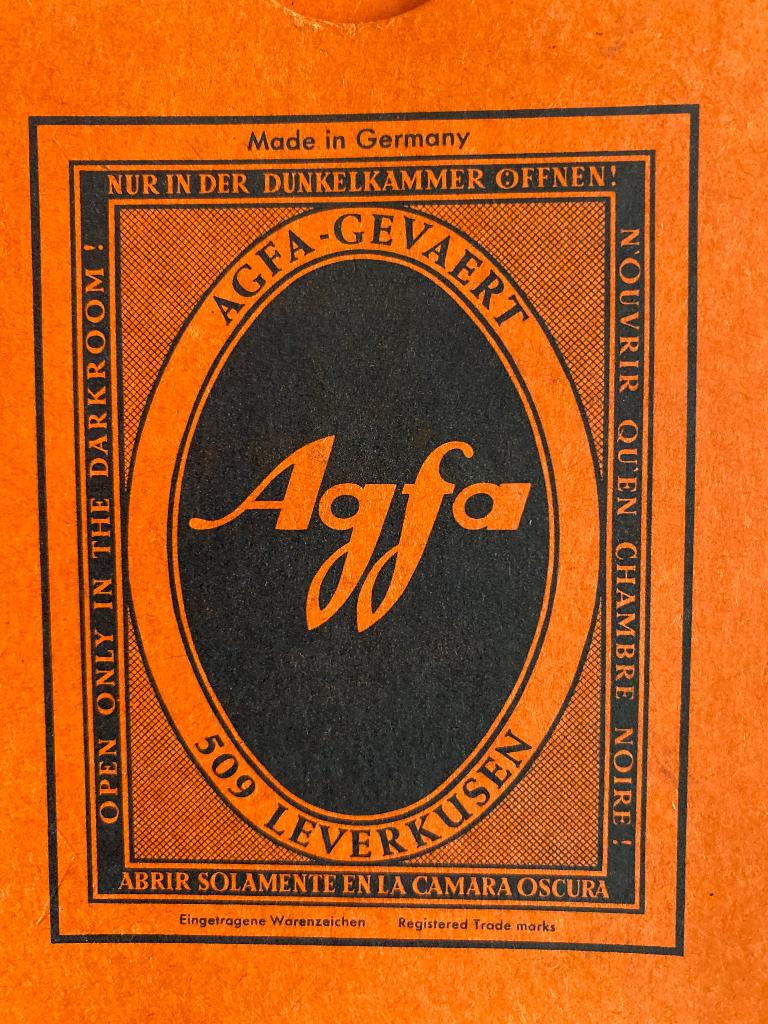 Made in Germany
NUR IN DER DUNKELKAMMER ÖFFNEN!
OPEN ONLY IN THE DARKROOM !
N'OUVRIR QU'EN CHAMBRE NOIRE !
AGFA-GEVAERT
Agfa
509 LEVERKUSEN
ABRIR SOLAMENTE EN LA CAMARA OSCURA
Eingetragene Warenzeichen Registered Trade marks